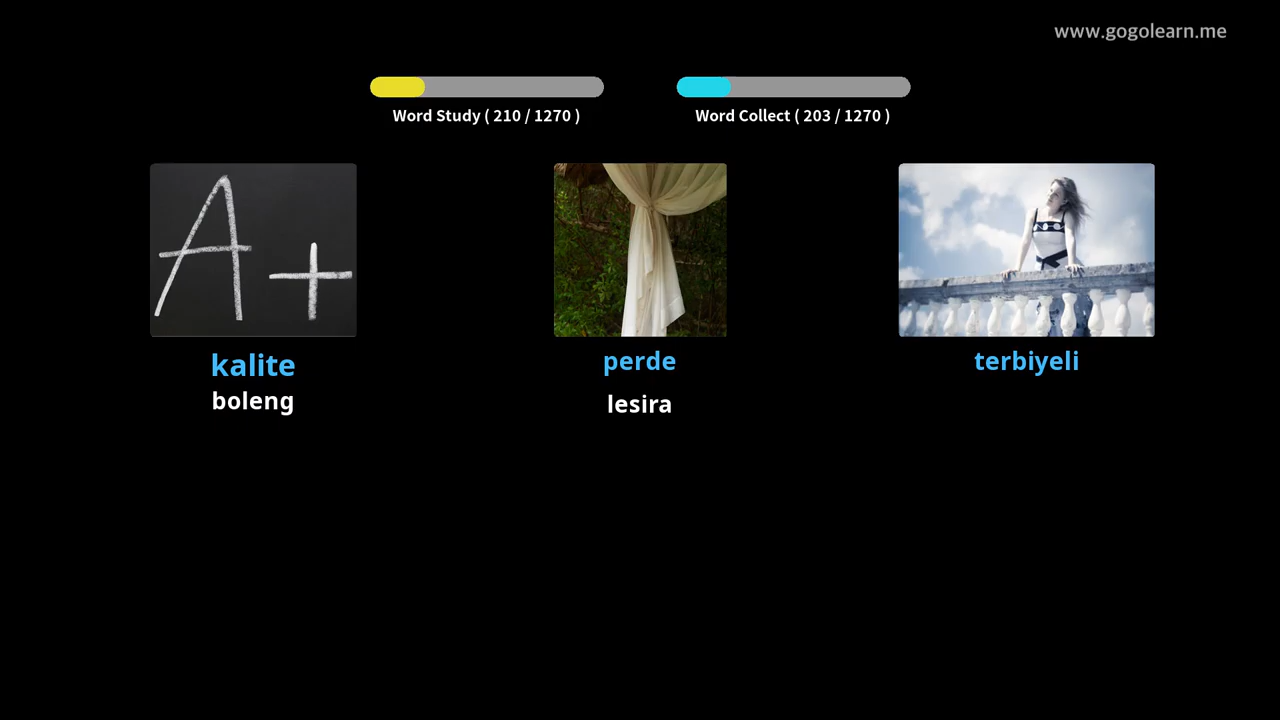 www.gogolearn.me
Word Study ( 210 / 1270 )
Word Collect ( 203 / 1270 )
A+
kalite
perde
terbiyeli
boleng
lesira